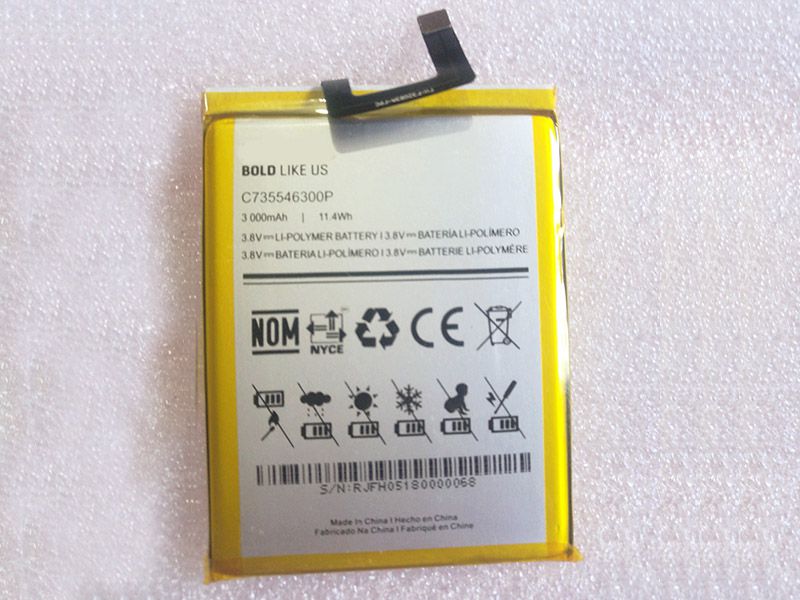 BOLD LIKE US
C735546300P
3 000mAh | 11.4Wh
3.8V⎓LI-POLYMER BATTERY I 3.8V⎓BATERÍA LI-POLÍMERO
3.8V⎓BATERIA LI-POLÍMERO I 3.8V⎓BATTERIE LI-POLYMÉRE
NOM NYCE CE
S/N:RJFH05180000068
Made In China I Hecho en China
Fabricado Na China I Fabriqué en Chine